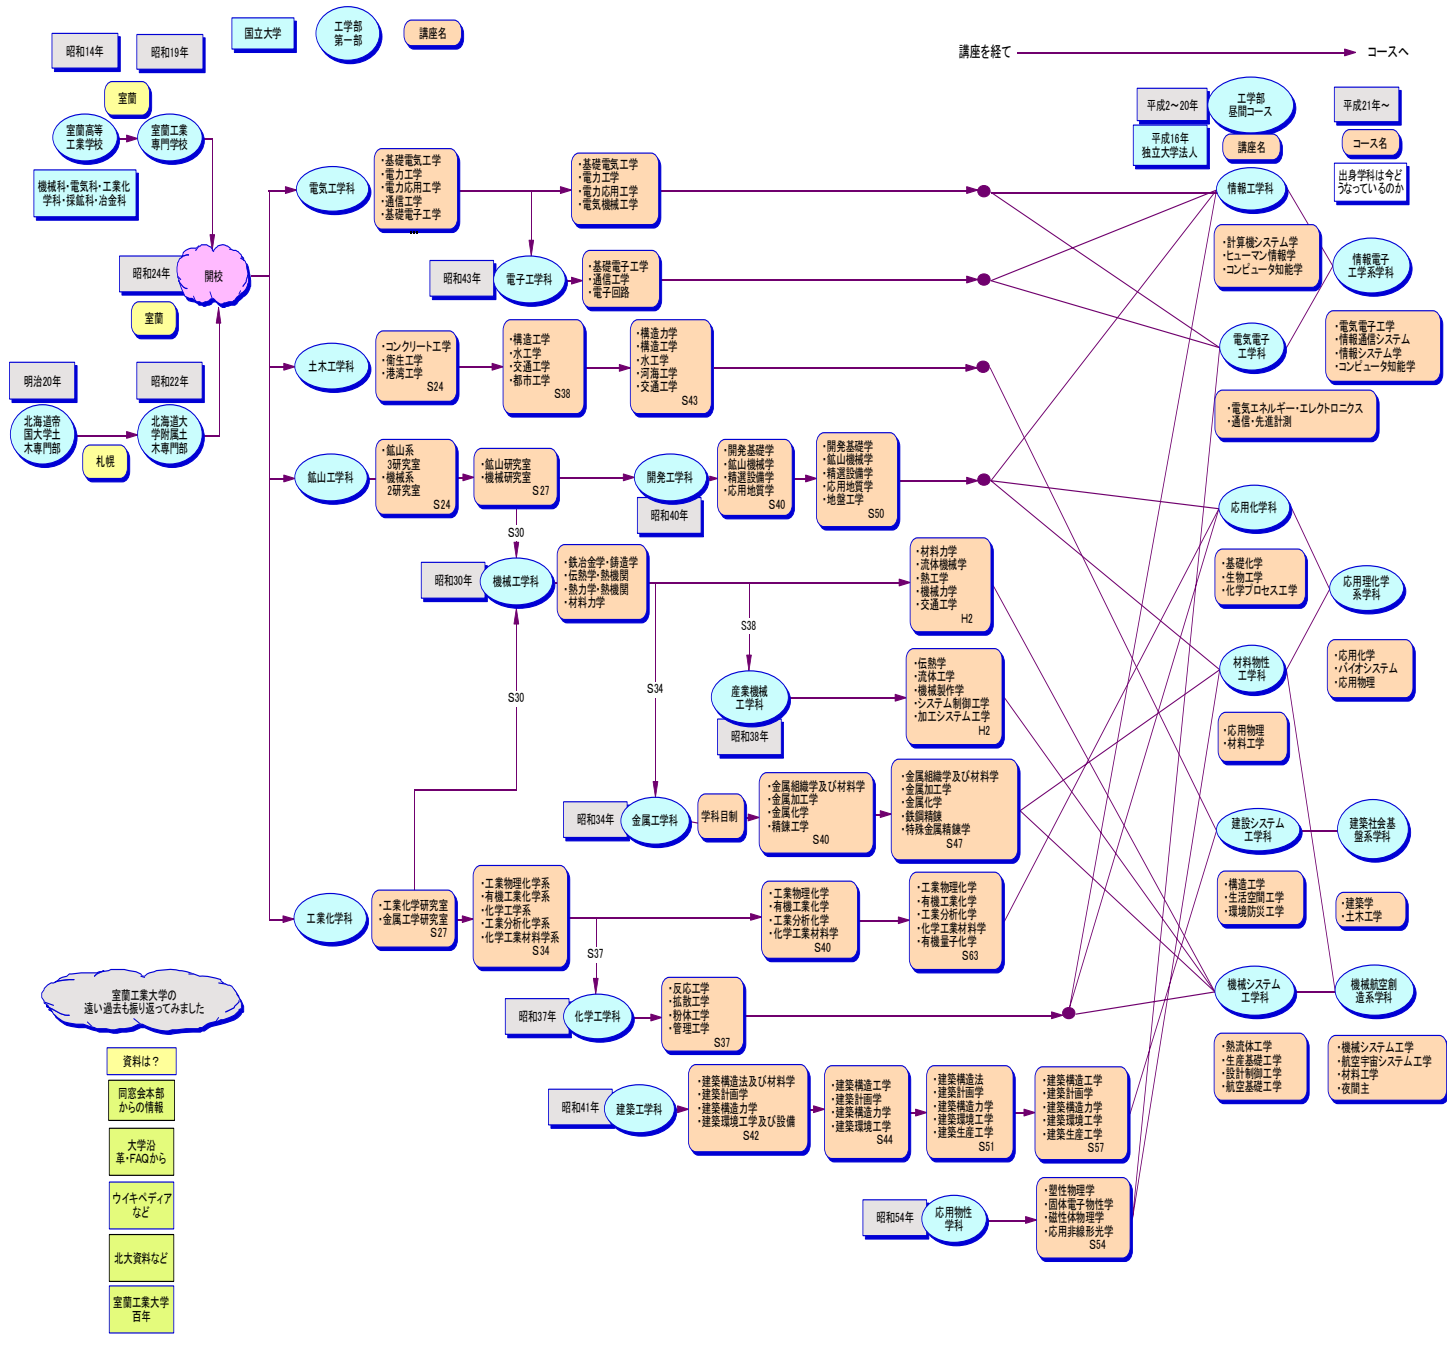 国立大学
工学部
第一部
講座名
昭和14年
昭和19年
室蘭
室蘭高等
工業学校
室蘭工業
専門学校
機械科・電気科・工業化
学科・採鉱科・冶金科
昭和24年
開校
室蘭
明治20年
昭和22年
北海道帝
国大学土
木専門部
北海道大
学附属土
木専門部
札幌
講座を経て
コースへ
平成2～20年
工学部
昼間コース
平成16年
独立大学法人
講座名
平成21年～
コース名
出身学科は今ど
うなっているのか
電気工学科
・基礎電気工学
・電力工学
・電力応用工学
・通信工学
・基礎電子工学
...
・基礎電気工学
・電力工学
・電力応用工学
・電気機械工学
昭和43年
電子工学科
・基礎電子工学
・通信工学
・電子回路
土木工学科
・コンクリート工学
・衛生工学
・港湾工学
S24
・構造工学
・水工学
・交通工学
・都市工学
S38
・構造力学
・構造工学
・水工学
・河海工学
・交通工学
S43
鉱山工学科
・鉱山系
3研究室
・機械系
2研究室
S24
・鉱山研究室
・機械研究室
S27
開発工学科
昭和40年
・開発基礎学
・鉱山機械学
・精選設備学
・応用地質学
S40
・開発基礎学
・鉱山機械学
・精選設備学
・応用地質学
・地盤工学
S50
S30
昭和30年
機械工学科
・鉄冶金学・鋳造学
・伝熱学・熱機関
・熱力学・熱機関
・材料力学
・材料力学
・流体機械学
・熱工学
・機械力学
・交通工学
H2
S38
S34
S30
産業機械
工学科
昭和38年
・伝熱学
・流体工学
・機械製作学
・システム制御工学
・加工システム工学
H2
昭和34年
金属工学科
学科目制
・金属組織学及び材料学
・金属加工学
・金属化学
・精錬工学
S40
・金属組織学及び材料学
・金属加工学
・金属化学
・鉄鋼精錬
・特殊金属精錬学
S47
工業化学科
・工業化学研究室
・金属工学研究室
S27
・工業物理化学系
・有機工業化学系
・化学工学系
・工業分析化学系
・化学工業材料学系
S34
・工業物理化学
・有機工業化学
・工業分析化学
・化学工業材料学
S40
・工業物理化学
・有機工業化学
・工業分析化学
・化学工業材料学
・有機量子化学
S63
S37
昭和37年
化学工学科
・反応工学
・拡散工学
・粉体工学
・管理工学
S37
昭和41年
建築工学科
・建築構造法及び材料学
・建築計画学
・建築構造力学
・建築環境工学及び設備
S42
・建築構造工学
・建築計画学
・建築構造力学
・建築環境工学
S44
・建築構造法
・建築計画学
・建築構造力学
・建築環境工学
・建築生産工学
S51
・建築構造工学
・建築計画学
・建築構造力学
・建築環境工学
・建築生産工学
S57
昭和54年
応用物性
学科
・塑性物理学
・固体電子物性学
・磁性体物理学
・応用非線形光学
S54
情報工学科
・計算機システム学
・ヒューマン情報学
・コンピュータ知能学
情報電子
工学系学科
電気電子
工学科
・電気電子工学
・情報通信システム
・情報システム学
・コンピュータ知能学
・電気エネルギー・エレクトロニクス
・通信・先進計測
応用化学科
・基礎化学
・生物工学
・化学プロセス工学
応用理化学
系学科
材料物性
工学科
・応用化学
・バイオシステム
・応用物理
・応用物理
・材料工学
建設システム
工学科
建築社会基
盤系学科
・構造工学
・生活空間工学
・環境防災工学
・建築学
・土木工学
機械システム
工学科
機械航空創
造系学科
・熱流体工学
・生産基礎工学
・設計制御工学
・航空基礎工学
・機械システム工学
・航空宇宙システム工学
・材料工学
・夜間主
室蘭工業大学の
遠い過去も振り返ってみました
資料は？
同窓会本部
からの情報
大学沿
革・FAQから
ウイキペディア
など
北大資料など
室蘭工業大学
百年